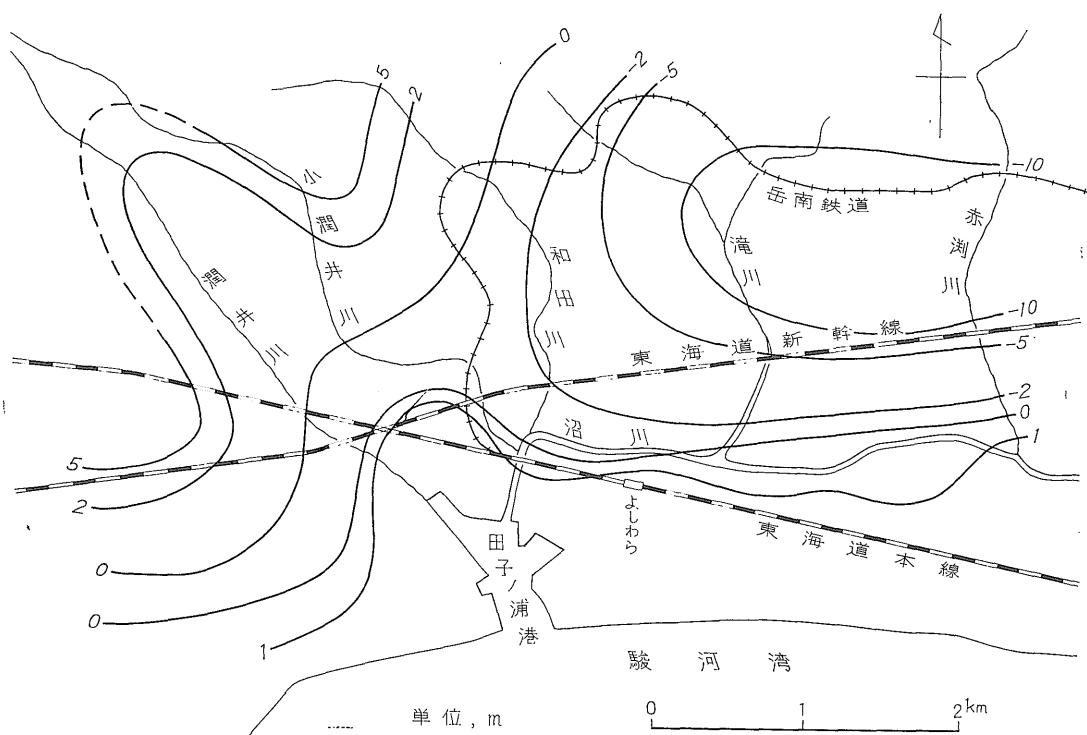 0
-2
-5
5
2
-10
小潤井川
岳南鉄道
赤渕川
和田川
滝川
潤井川
-10
東海道新幹線
-5
-2
0
沼川
1
5
2
よしわら
東海道本線
田子ノ浦港
0
0
1
駿河湾
単位, m
0 1 2km